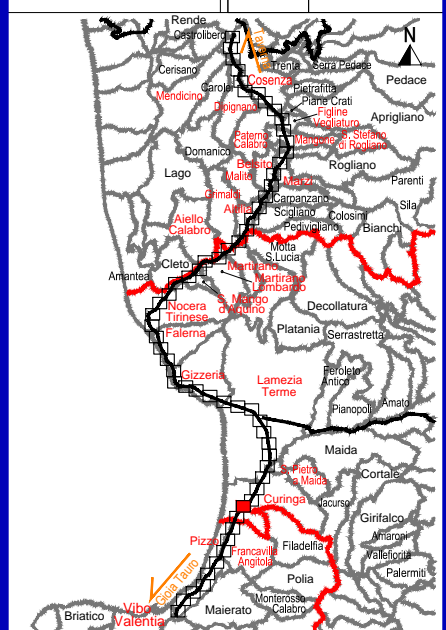 Rende
N
Castrolibero
Trenta
Serra Pedace
Cerisano
Cosenza
Pedace
Carolei
Pietrafitta
Mendicino
Dipignano
Piane Crati
Figline
Vegliaturo
Aprigliano
Paterno
Calabro
Mangone
S. Stefano
di Rogliano
Domanico
Belsito
Rogliano
Lago
Malito
Marzi
Parenti
Grimaldi
Carpanzano
Sila
Altilia
Scigliano
Colosimi
Aiello
Calabro
Pedivigliano
Bianchi
Motta
S.Lucia
Cleto
Martirano
Amantea
Martirano
Lombardo
S. Mango
d'Aquino
Nocera
Tirinese
Decollatura
Platania
Falerna
Serrastretta
Gizzeria
Feroleto
Antico
Lamezia
Terme
Pianopoli
Amato
Maida
S. Pietro
a Maida
Cortale
Curinga
Jacurso
Girifalco
Pizzo
Amaroni
Francavilla
Angitola
Filadelfia
Vallefiorita
Gioia Tauro
Polia
Palermiti
Vibo
Valentia
Monterosso
Calabro
Briatico
Maierato